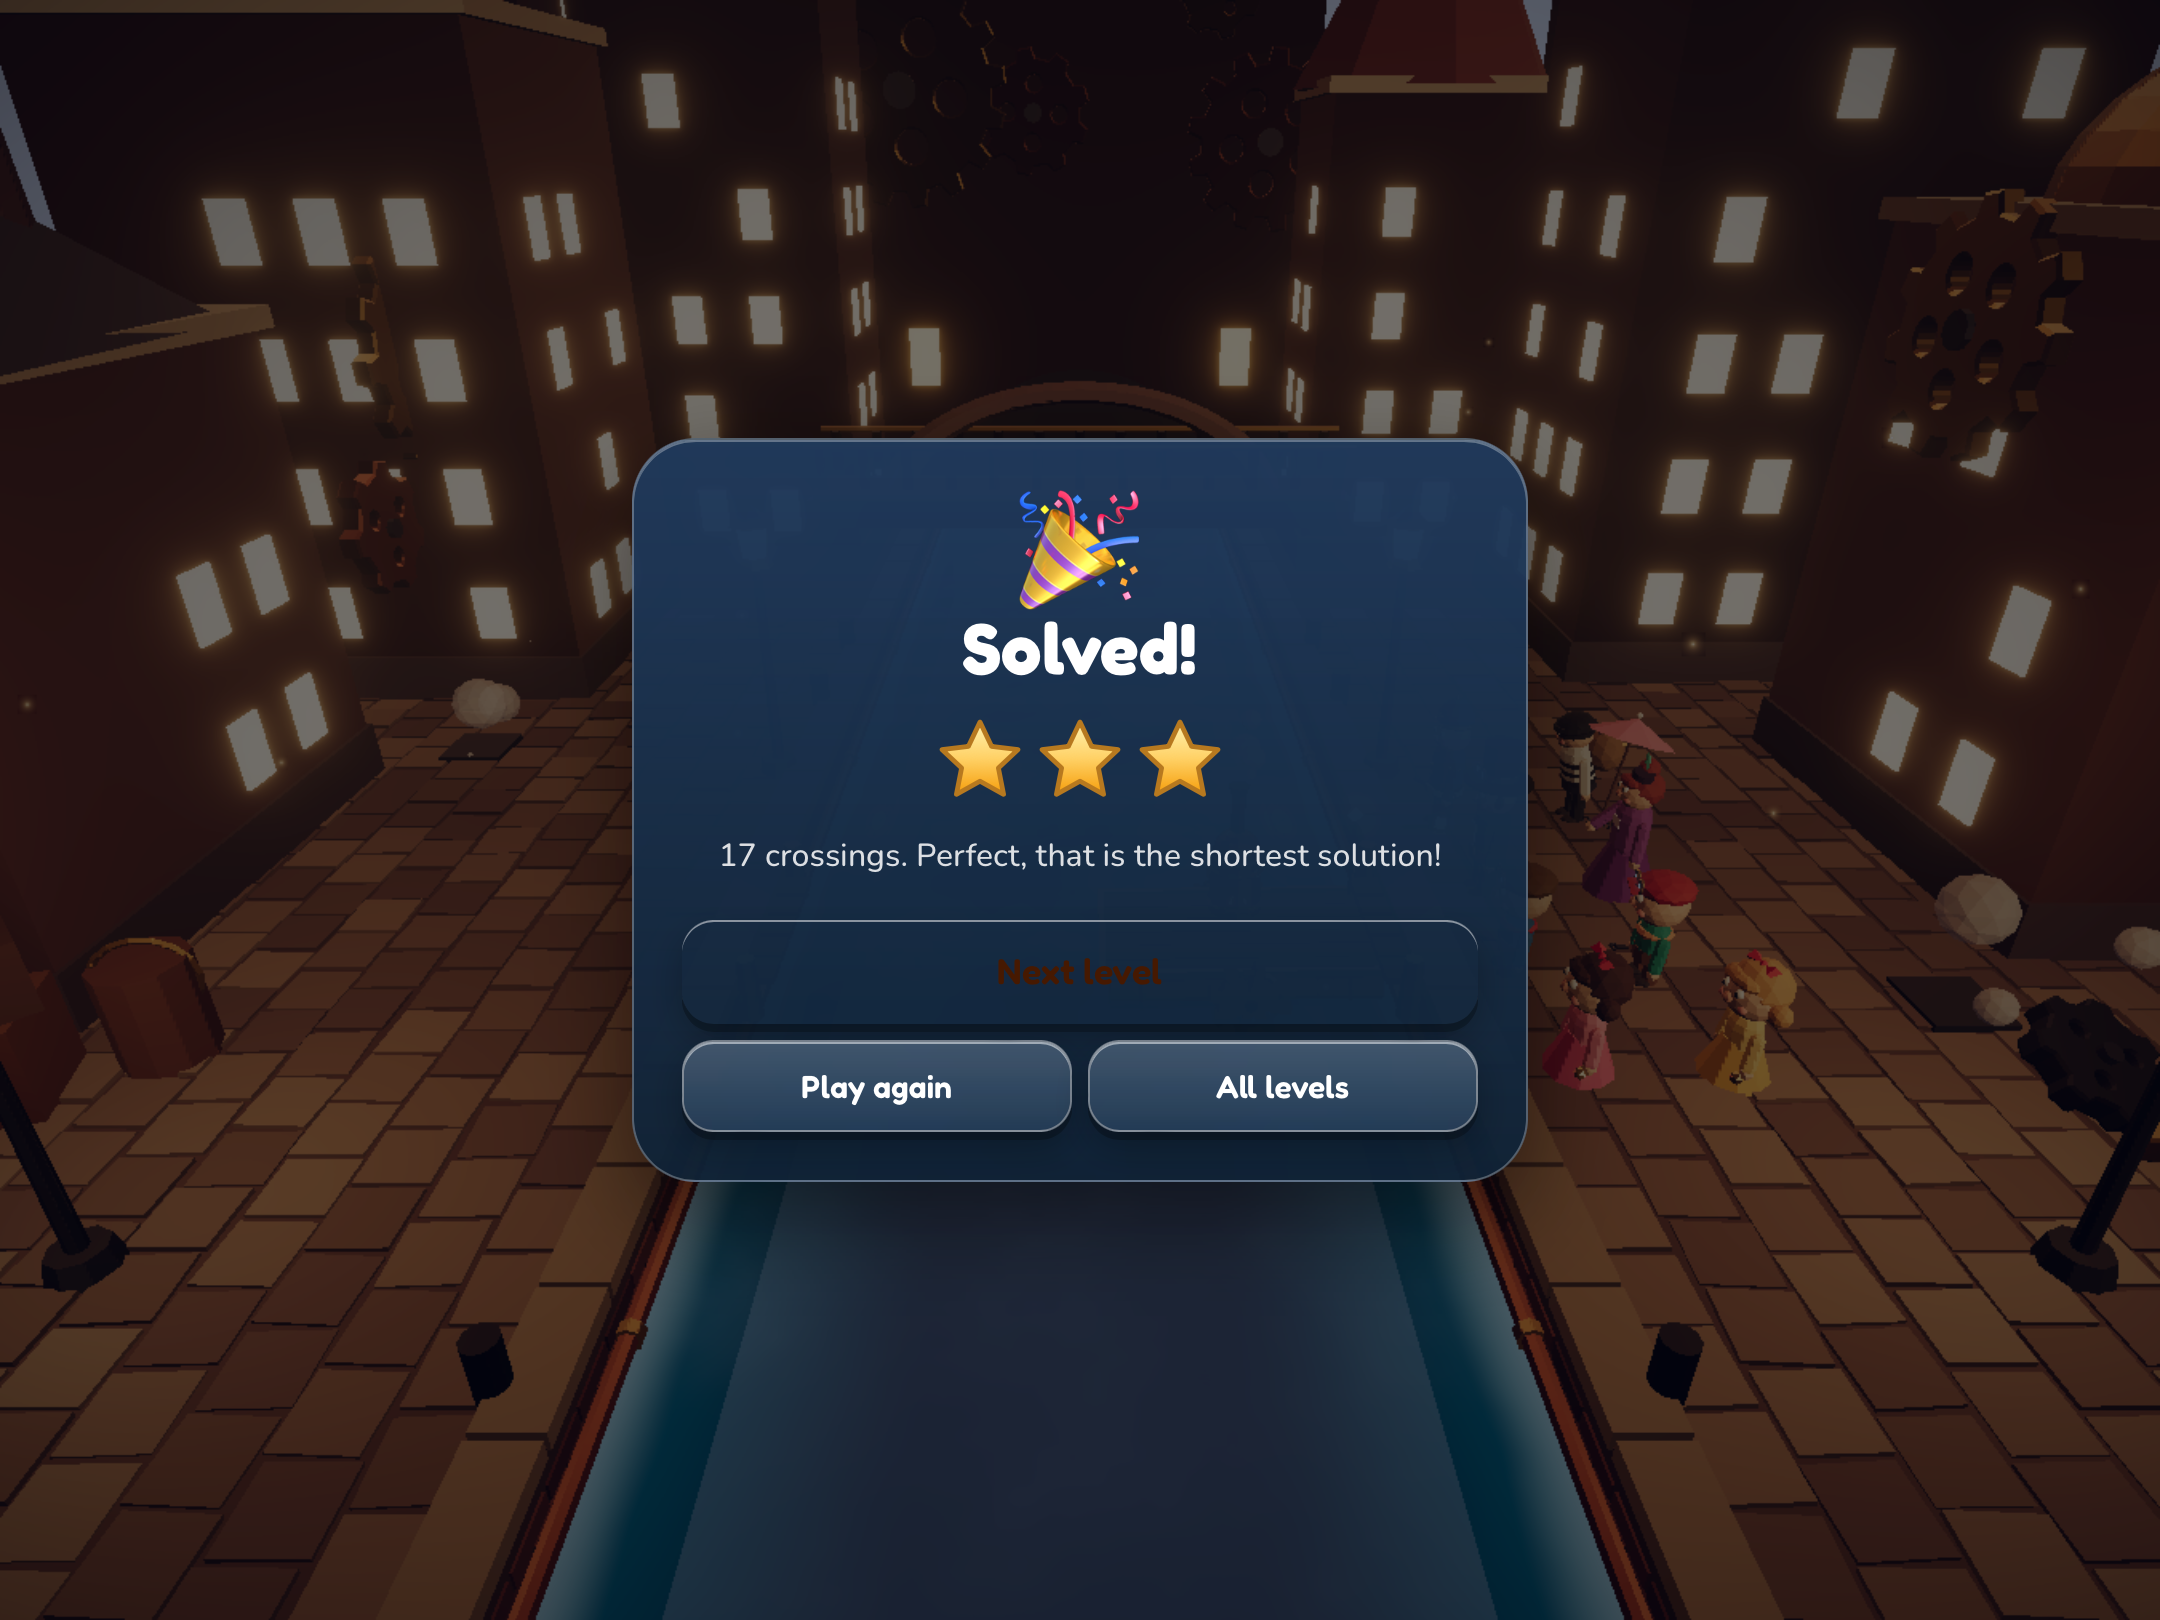 Solved!
17 crossings. Perfect, that is the shortest solution!
Next level
Play again
All levels